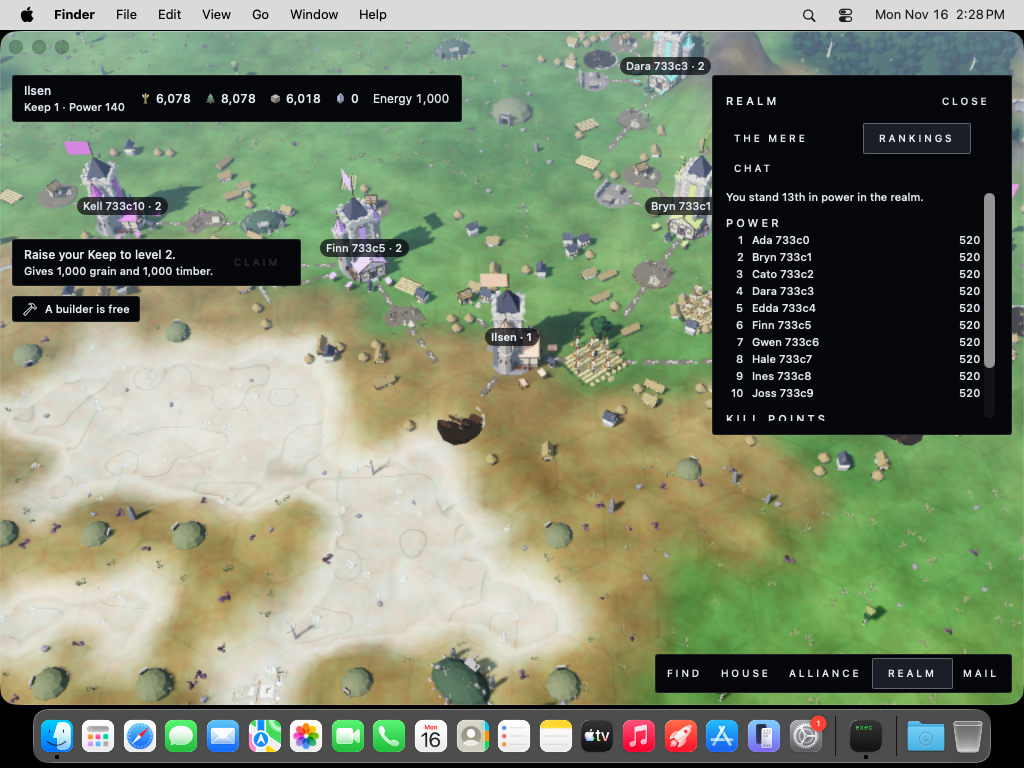 Finder File Edit View Go Window Help Mon Nov 16 2:28 PM
Dara 733c3 · 2
Ilsen
Keep 1 · Power 140
6,078 8,078 6,018 0 Energy 1,000
REALM CLOSE
THE MERE RANKINGS
CHAT
You stand 13th in power in the realm.
POWER
1 Ada 733c0 520
2 Bryn 733c1 520
3 Cato 733c2 520
4 Dara 733c3 520
5 Edda 733c4 520
6 Finn 733c5 520
7 Gwen 733c6 520
8 Hale 733c7 520
9 Ines 733c8 520
10 Joss 733c9 520
KILL POINTS
Kell 733c10 · 2
Bryn 733c1
Finn 733c5 · 2
Raise your Keep to level 2.
Gives 1,000 grain and 1,000 timber.
CLAIM
A builder is free
Ilsen · 1
FIND HOUSE ALLIANCE REALM MAIL
Mon
16
tv
1
exec